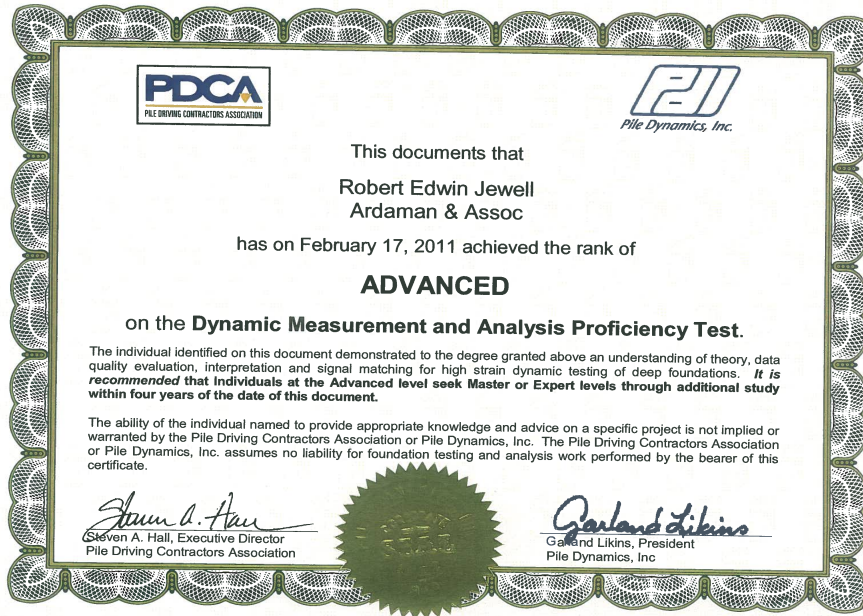 PDCA
PILE DRIVING CONTRACTORS ASSOCIATION
PDI
Pile Dynamics, Inc.
This documents that
Robert Edwin Jewell
Ardaman & Assoc
has on February 17, 2011 achieved the rank of
ADVANCED
on the Dynamic Measurement and Analysis Proficiency Test.
The individual identified on this document demonstrated to the degree granted above an understanding of theory, data
quality evaluation, interpretation and signal matching for high strain dynamic testing of deep foundations. It is
recommended that Individuals at the Advanced level seek Master or Expert levels through additional study
within four years of the date of this document.
The ability of the individual named to provide appropriate knowledge and advice on a specific project is not implied or
warranted by the Pile Driving Contractors Association or Pile Dynamics, Inc. The Pile Driving Contractors Association
or Pile Dynamics, Inc. assumes no liability for foundation testing and analysis work performed by the bearer of this
certificate.
Steven A. Hall
Steven A. Hall, Executive Director
Pile Driving Contractors Association
Garland Likins
Garland Likins, President
Pile Dynamics, Inc